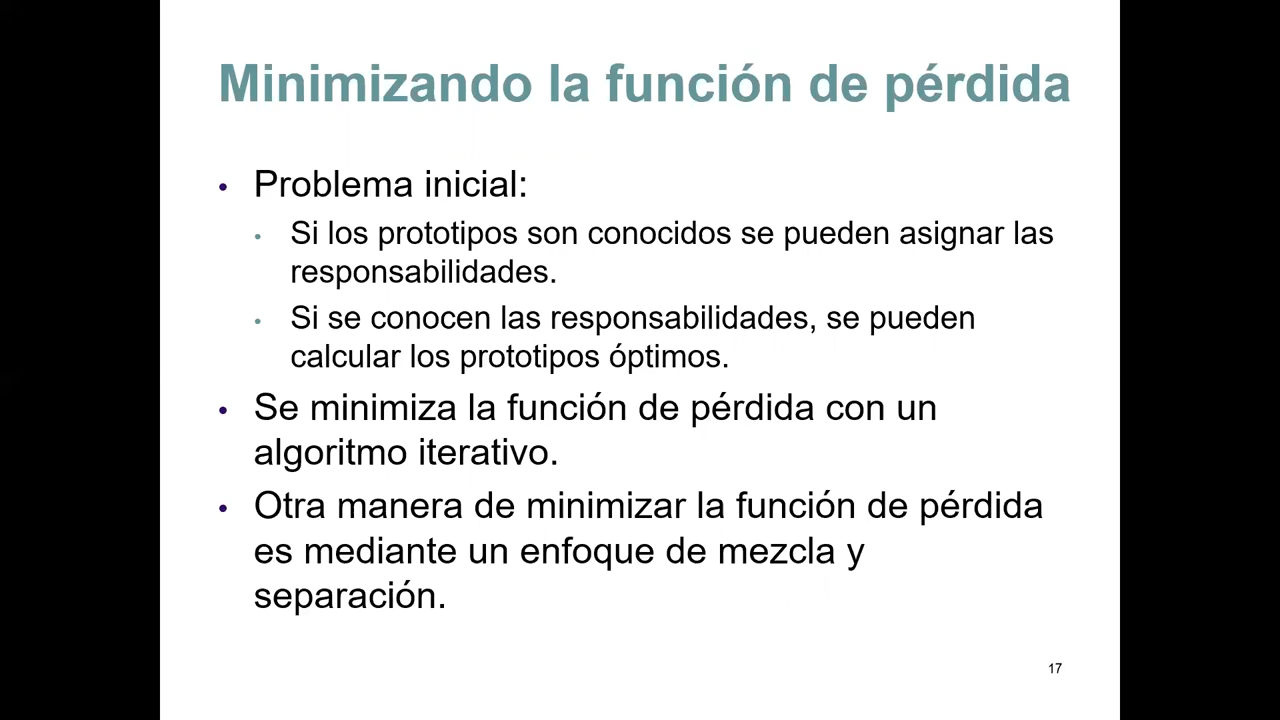 Minimizando la función de pérdida
• Problema inicial:
• Si los prototipos son conocidos se pueden asignar las
responsabilidades.
• Si se conocen las responsabilidades, se pueden
calcular los prototipos óptimos.
• Se minimiza la función de pérdida con un
algoritmo iterativo.
• Otra manera de minimizar la función de pérdida
es mediante un enfoque de mezcla y
separación.
17